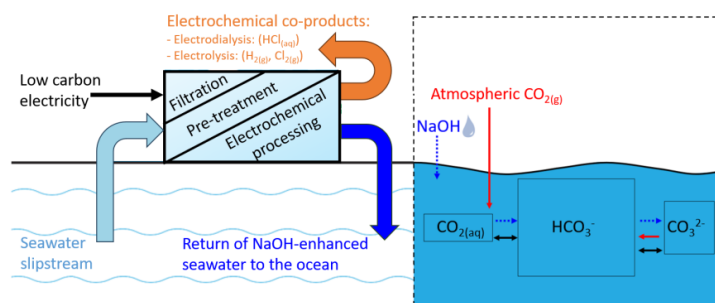 Electrochemical co-products:
- Electrodialysis: (HCl(aq))
- Electrolysis: (H2(g), Cl2(g))
Low carbon
electricity
Filtration
Pre-treatment
Electrochemical
processing
Seawater
slipstream
Return of NaOH-enhanced
seawater to the ocean
Atmospheric CO2(g)
NaOH
CO2(aq)
HCO3-
CO32-